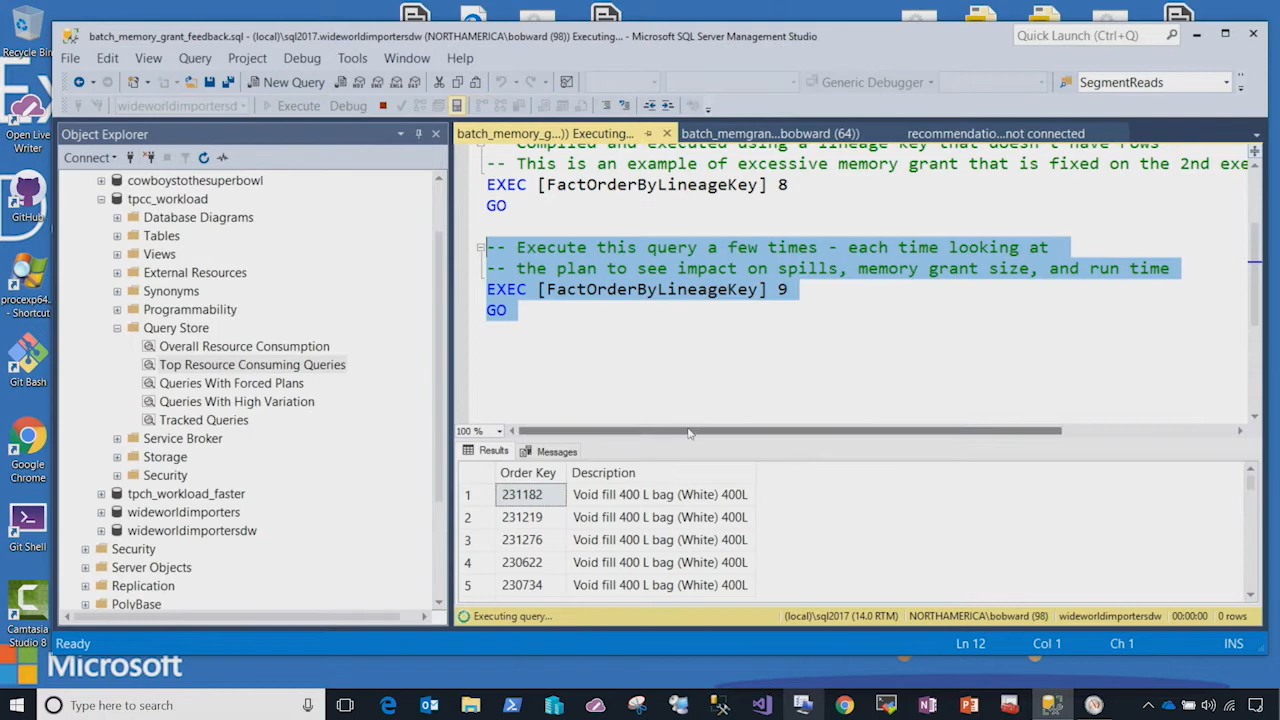 Recycle Bin
Open Live
Writer
GitHub
procexp64.
- Shortcut
Git Bash
Google
Chrome
Git Shell
Camtasia
Studio 8
batch_memory_grant_feedback.sql - (local)\sql2017.wideworldimportersdw (NORTHAMERICA\bobward (98)) Executing... - Microsoft SQL Server Management Studio
Quick Launch (Ctrl+Q)
File Edit View Query Project Debug Tools Window Help
New Query
Generic Debugger
SegmentReads
wideworldimportersd
Execute Debug
Object Explorer
Connect
cowboystothesuperbowl
tpcc_workload
Database Diagrams
Tables
Views
External Resources
Synonyms
Programmability
Query Store
Overall Resource Consumption
Top Resource Consuming Queries
Queries With Forced Plans
Queries With High Variation
Tracked Queries
Service Broker
Storage
Security
tpch_workload_faster
wideworldimporters
wideworldimportersdw
Security
Server Objects
Replication
PolyBase
batch_memory_g...)) Executing... batch_memgran...bobward (64)) recommendatio...not connected
-- Compiled and executed using a lineage key that doesn't have rows
-- This is an example of excessive memory grant that is fixed on the 2nd exe
EXEC [FactOrderByLineageKey] 8
GO
-- Execute this query a few times - each time looking at
-- the plan to see impact on spills, memory grant size, and run time
EXEC [FactOrderByLineageKey] 9
GO
100 %
Results Messages
Order Key Description
1 231182 Void fill 400 L bag (White) 400L
2 231219 Void fill 400 L bag (White) 400L
3 231276 Void fill 400 L bag (White) 400L
4 230622 Void fill 400 L bag (White) 400L
5 230734 Void fill 400 L bag (White) 400L
Executing query... (local)\sql2017 (14.0 RTM) NORTHAMERICA\bobward (98) wideworldimportersdw 00:00:00 0 rows
Ready Ln 12 Col 1 Ch 1 INS
Microsoft
Type here to search